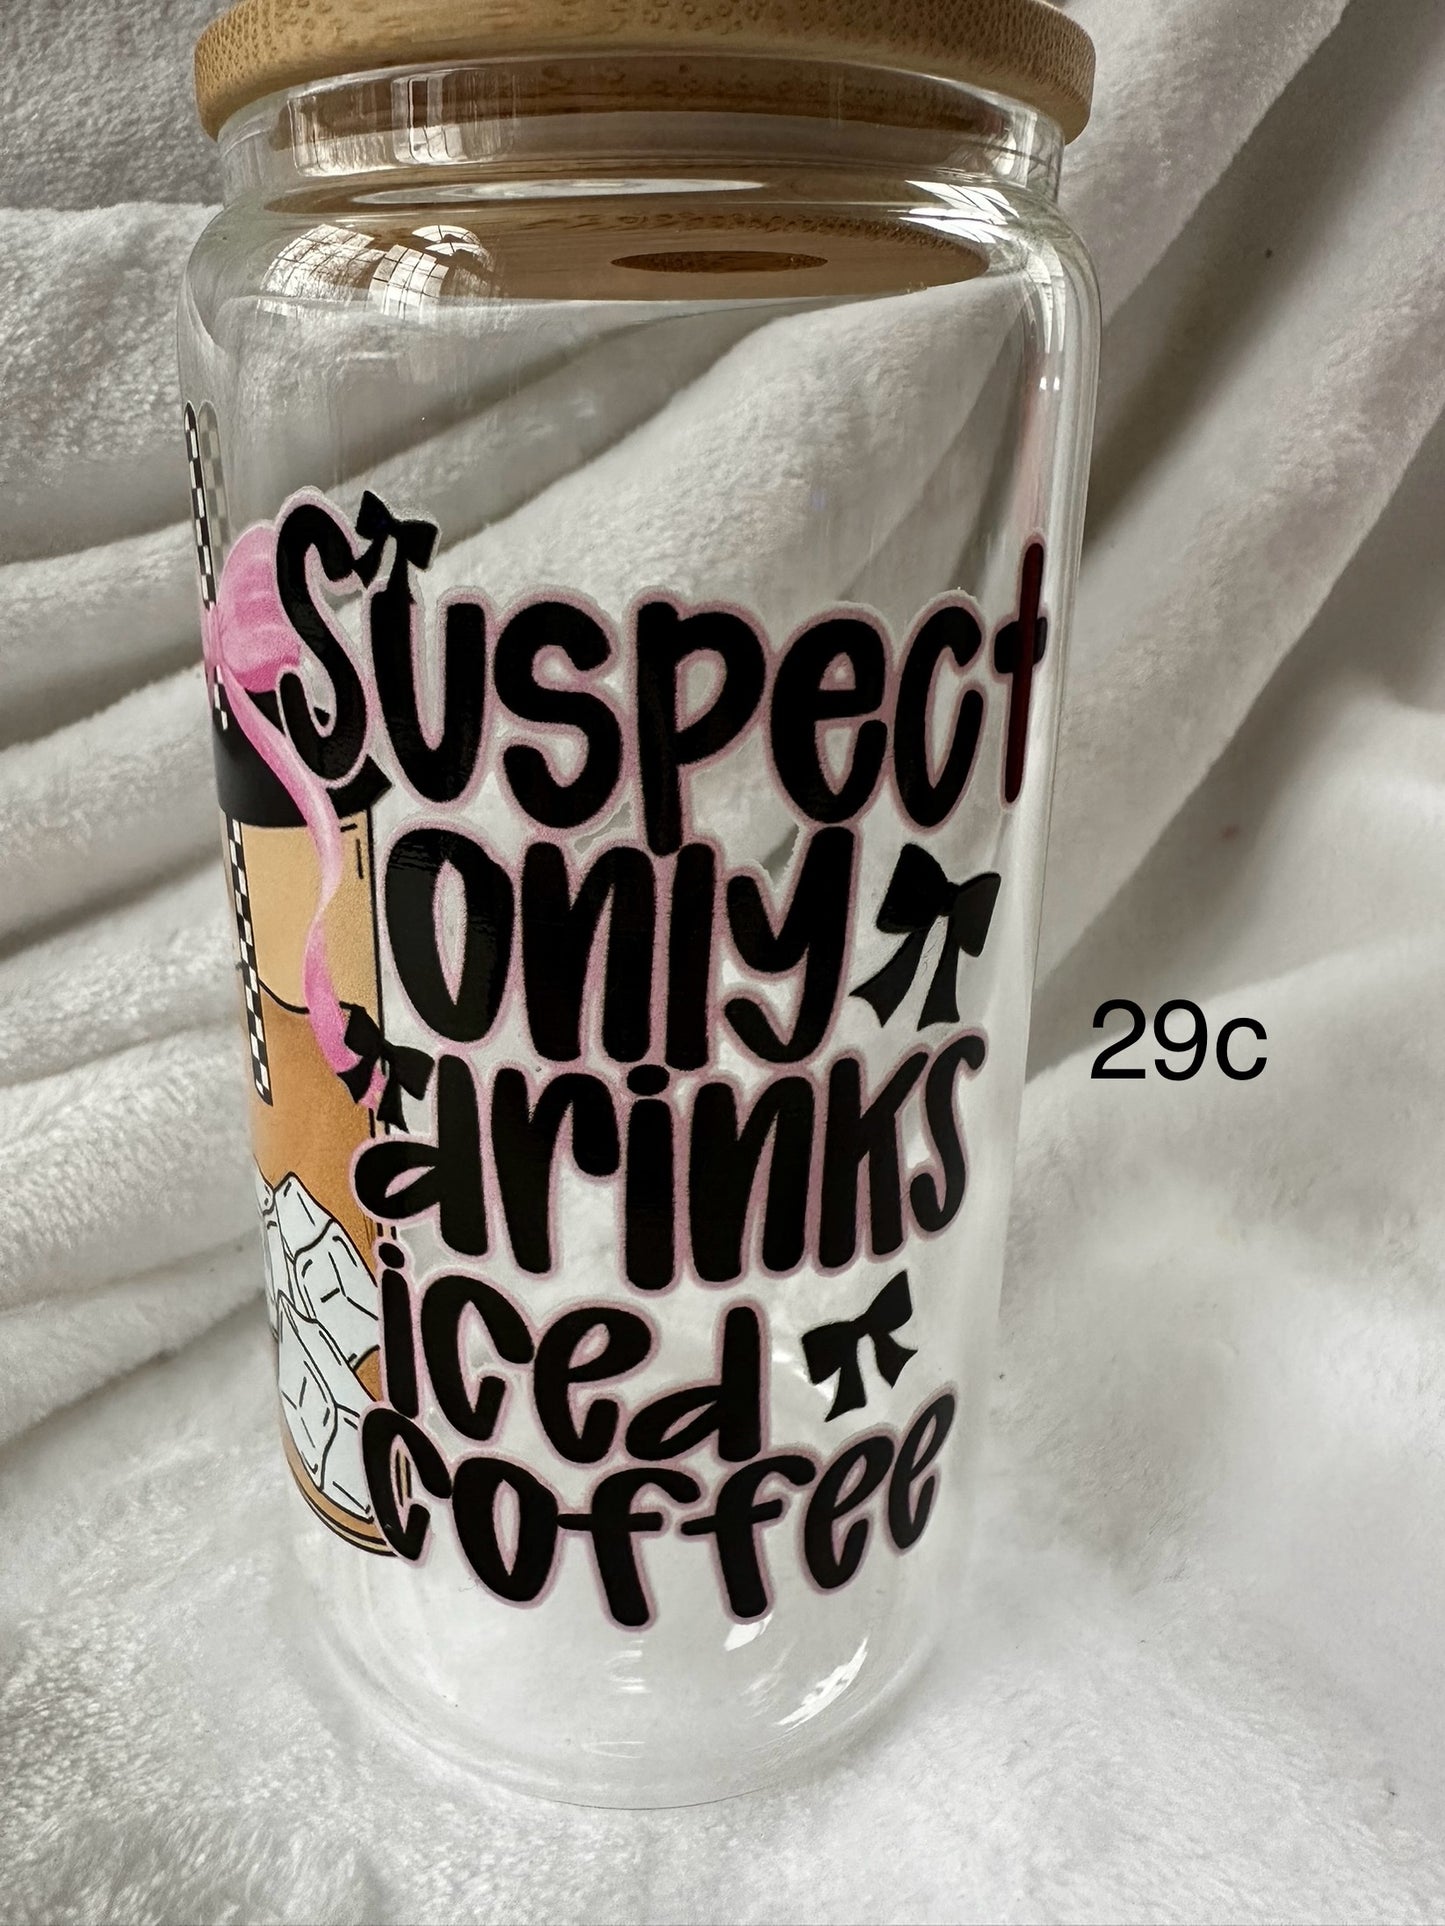 Suspect
only
drinks
iced
coffee
29c